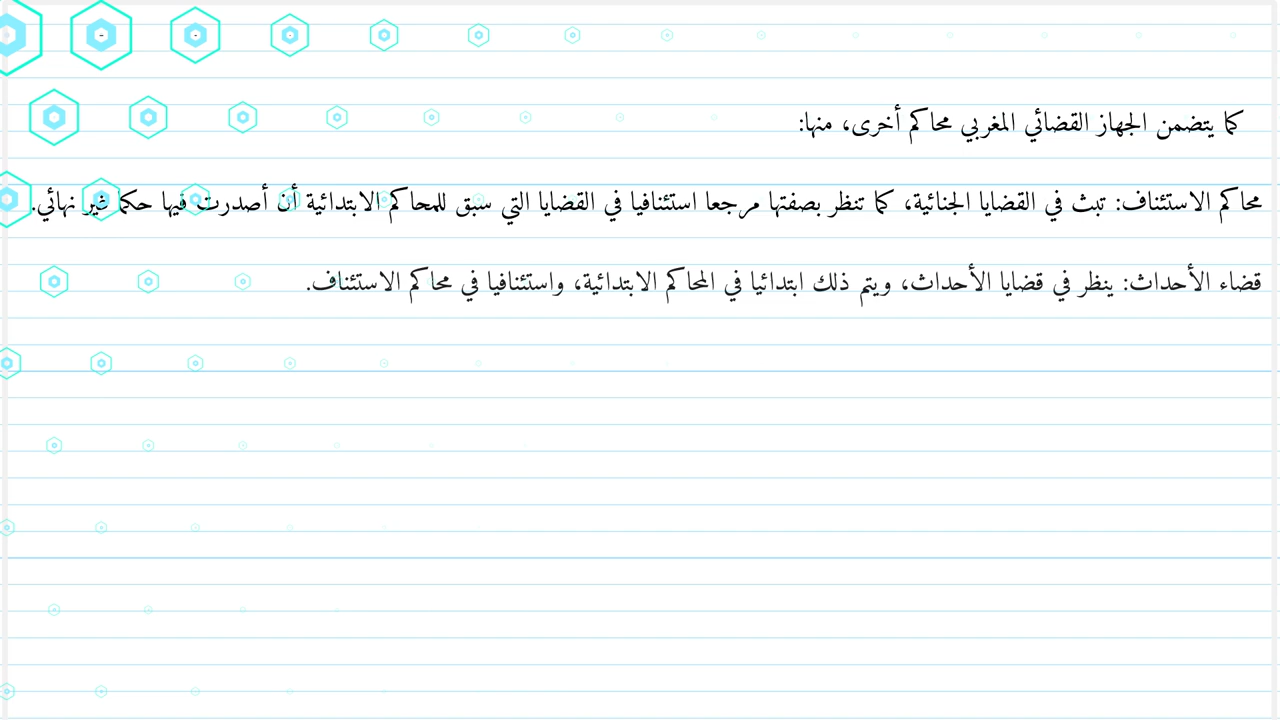 كما يتضمن الجهاز القضائي المغربي محاكم أخرى، منها:
محاكم الاستئناف: تبث في القضايا الجنائية، كما تنظر بصفتها مرجعا استئنافيا في القضايا التي سبق للمحاكم الابتدائية أن أصدرت فيها حكما غير نهائي.
قضاء الأحداث: ينظر في قضايا الأحداث، ويتم ذلك ابتدائيا في المحاكم الابتدائية، واستئنافيا في محاكم الاستئناف.